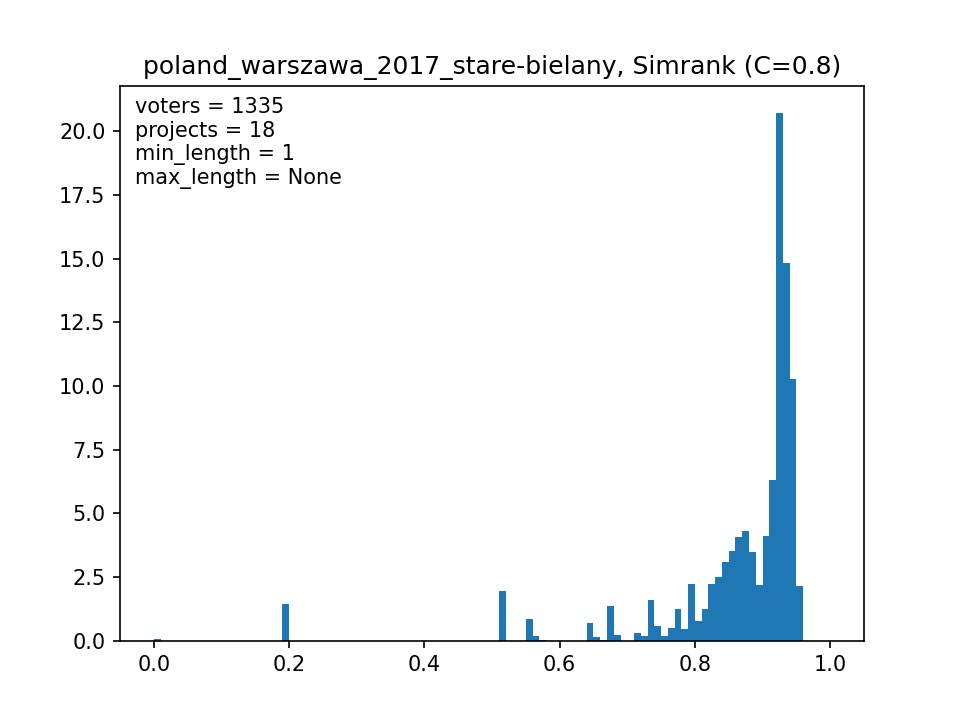 poland_warszawa_2017_stare-bielany, Simrank (C=0.8)
voters = 1335
projects = 18
min_length = 1
max_length = None
20.0
17.5
15.0
12.5
10.0
7.5
5.0
2.5
0.0
0.0 0.2 0.4 0.6 0.8 1.0